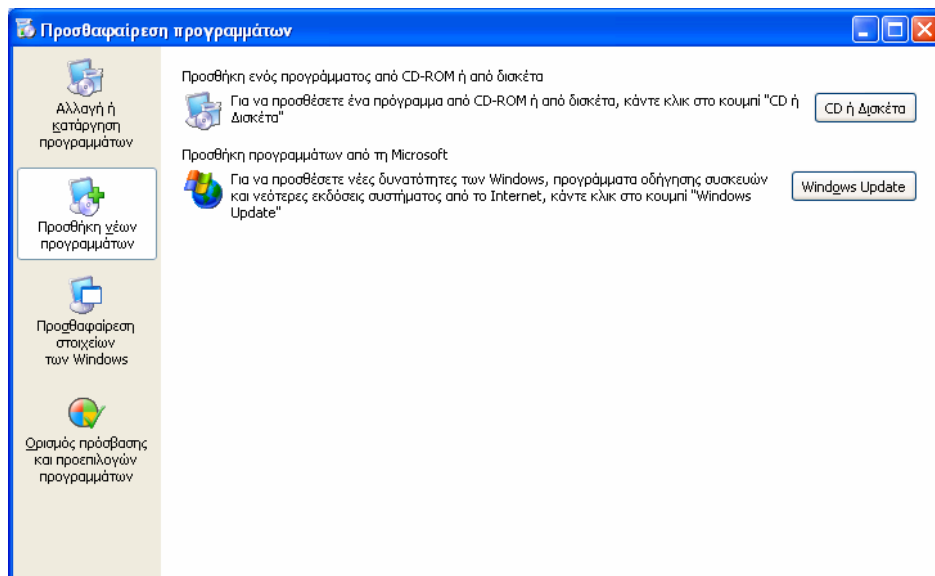 Προσθαφαίρεση προγραμμάτων
Αλλαγή ή
κατάργηση
προγραμμάτων
Προσθήκη νέων
προγραμμάτων
Προσθαφαίρεση
στοιχείων
των Windows
Ορισμός πρόσβασης
και προεπιλογών
προγραμμάτων
Προσθήκη ενός προγράμματος από CD-ROM ή από δισκέτα
Για να προσθέσετε ένα πρόγραμμα από CD-ROM ή από δισκέτα, κάντε κλικ στο κουμπί "CD ή
Δισκέτα"
CD ή Δισκέτα
Προσθήκη προγραμμάτων από τη Microsoft
Για να προσθέσετε νέες δυνατότητες των Windows, προγράμματα οδήγησης συσκευών
και νεότερες εκδόσεις συστήματος από το Internet, κάντε κλικ στο κουμπί "Windows
Update"
Windows Update